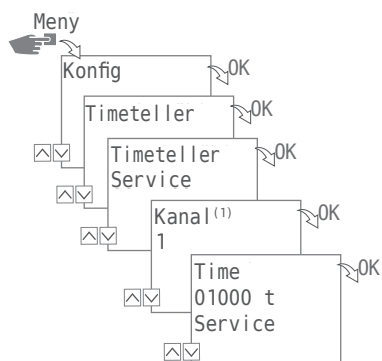 Meny
Konfig
OK
Timeteller
OK
Timeteller
Service
OK
Kanal(1)
1
OK
Time
01000 t
Service
OK